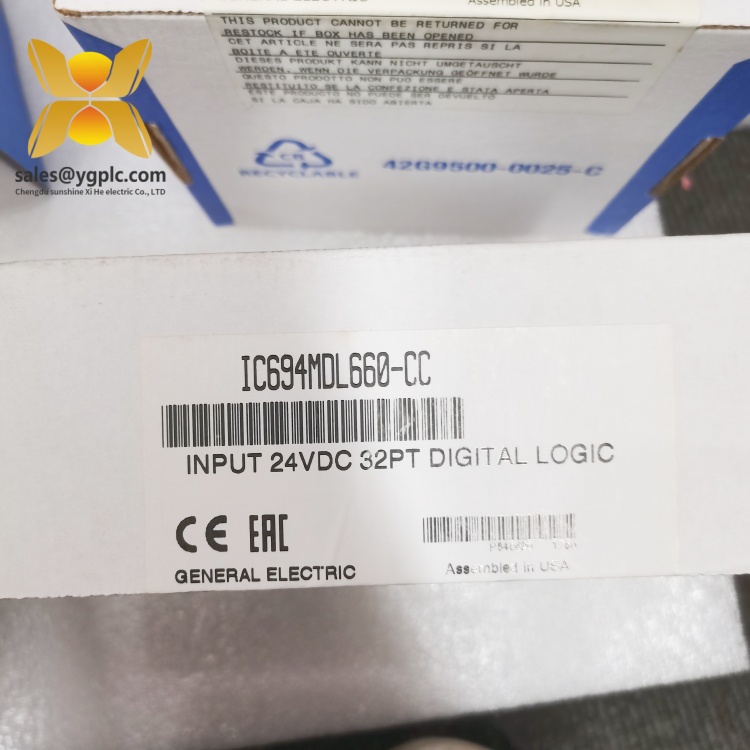 Assembled in USA
THIS PRODUCT CANNOT BE RETURNED FOR
RESTOCK IF BOX HAS BEEN OPENED
CET ARTICLE NE SERA PAS REPRIS SI LA
BOITE A ETE OUVERTE
DIESES PRODUKT KANN NICHT UMGETAUSCHT
WERDEN, WENN DIE VERPACKUNG GEÖFFNET WURDE
QUESTO PRODOTTO NON PUO ESSERE
RESTITUITO SE LA CONFEZIONE E STATA APERTA
ESTE PRODUCTO NO PUEDE SER DEVUELTO
SI LA CAJA HA SIDO ABIERTA
sales@ygplc.com
Chengdu sunshine Xi He electric Co., LTD
CR
RECYCLABLE
42G9500-0025-C
IC694MDL660-CC
INPUT 24VDC 32PT DIGITAL LOGIC
CE EAC
GENERAL ELECTRIC
Assembled in USA